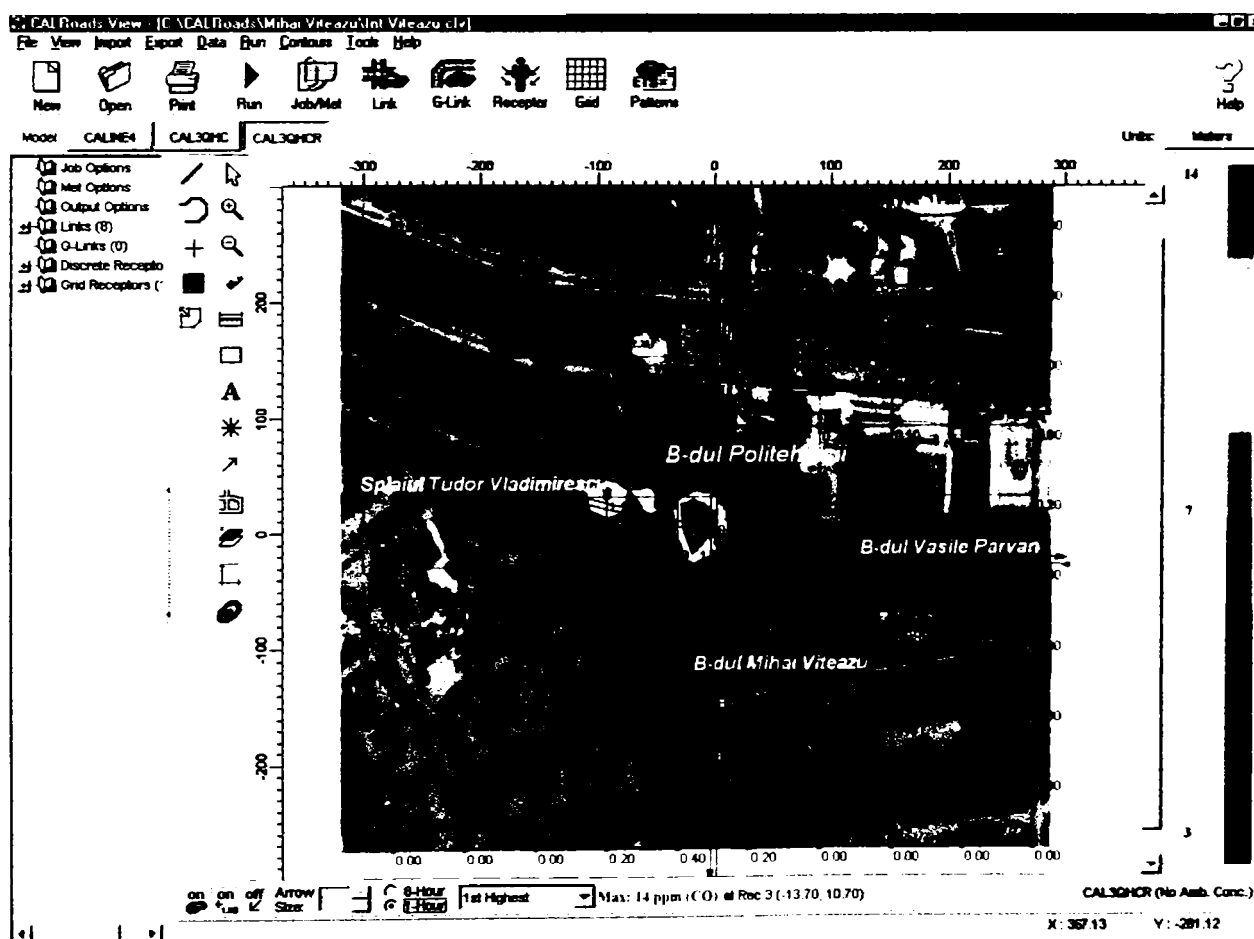 CALRoads View - [C:\CALRoads\Mihai Viteazu\Int Viteazu.clv]
File View Import Export Data Run Contours Tools Help
New Open Print Run Job/Met Link G-Link Receptor Grid Patterns Help
Model CALINE4 CAL3QHC CAL3QHCR Units: Meters
-300 -200 -100 0 100 200 300
Job Options
Met Options
Output Options
Links (8)
G-Links (0)
Discrete Recepto
Grid Receptors (
14
200
100
B-dul Politehnicii
Splaiul Tudor Vladimirescu
7
0
B-dul Vasile Parvan
-100
B-dul Mihai Viteazu
-200
3
0.00 0.00 0.00 0.20 0.40 0.20 0.00 0.00 0.00 0.00
on on off Arrow Size: 8-Hour 1-Hour 1st Highest Max: 14 ppm (CO) at Rec 3 (-13.70, 10.70) CAL3QHCR (No Amb. Conc.)
X: 367.13 Y: -281.12